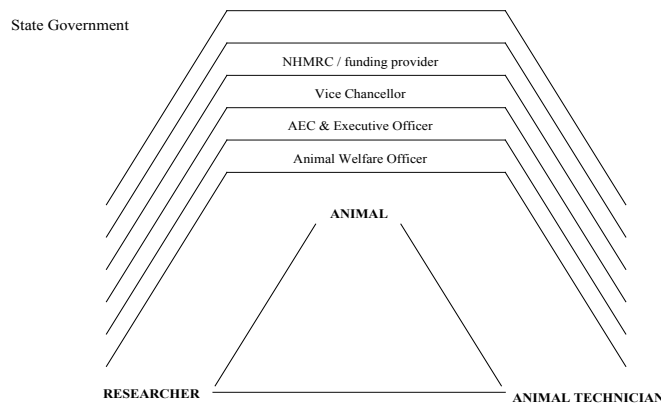 State Government
NHMRC / funding provider
Vice Chancellor
AEC & Executive Officer
Animal Welfare Officer
ANIMAL
RESEARCHER
ANIMAL TECHNICIAN